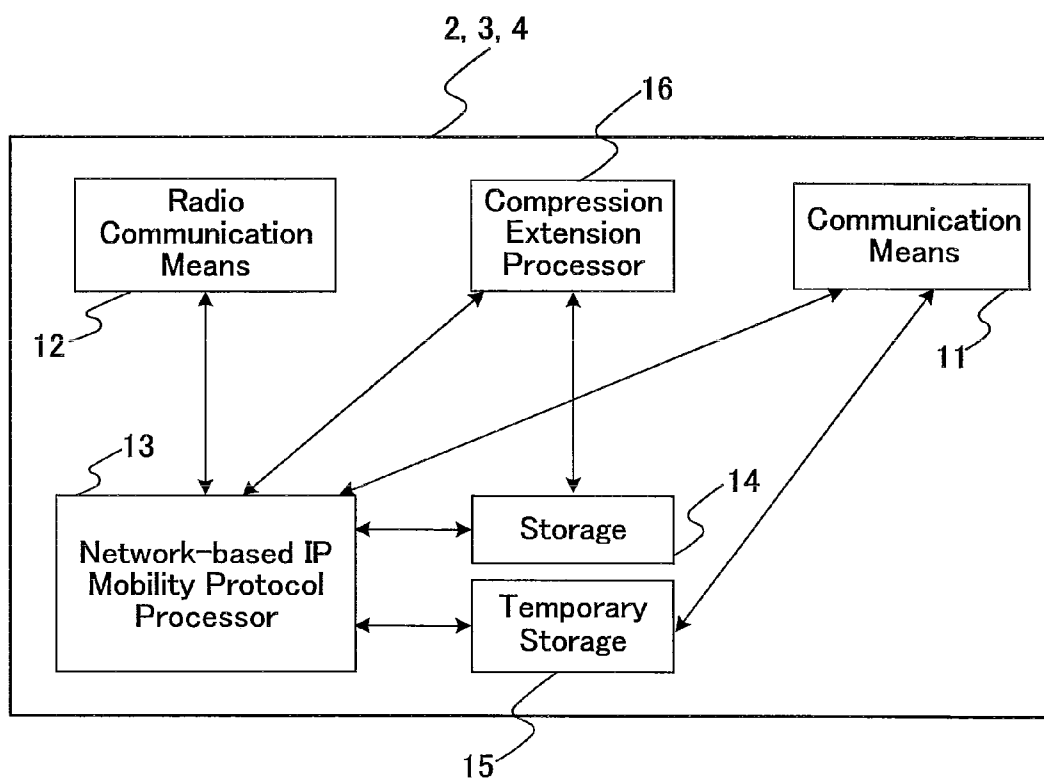 2, 3, 4
16
Radio
Communication
Means
Compression
Extension
Processor
Communication
Means
12
11
13
14
Network-based IP
Mobility Protocol
Processor
Storage
Temporary
Storage
15